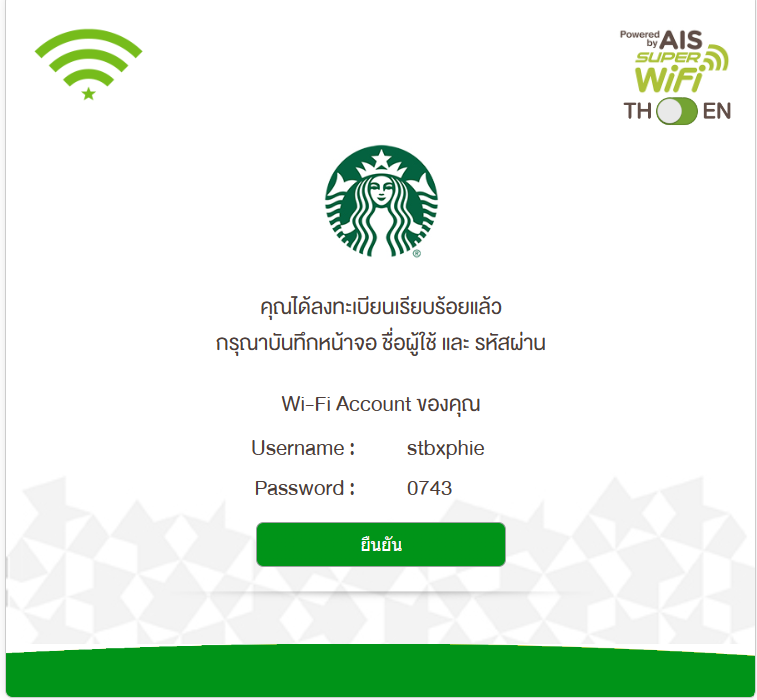 Powered
by AIS
SUPER
WiFi
TH EN
®
คุณได้ลงทะเบียนเรียบร้อยแล้ว
กรุณาบันทึกหน้าจอ ชื่อผู้ใช้ และ รหัสผ่าน
Wi-Fi Account ของคุณ
Username : stbxphie
Password : 0743
ยืนยัน